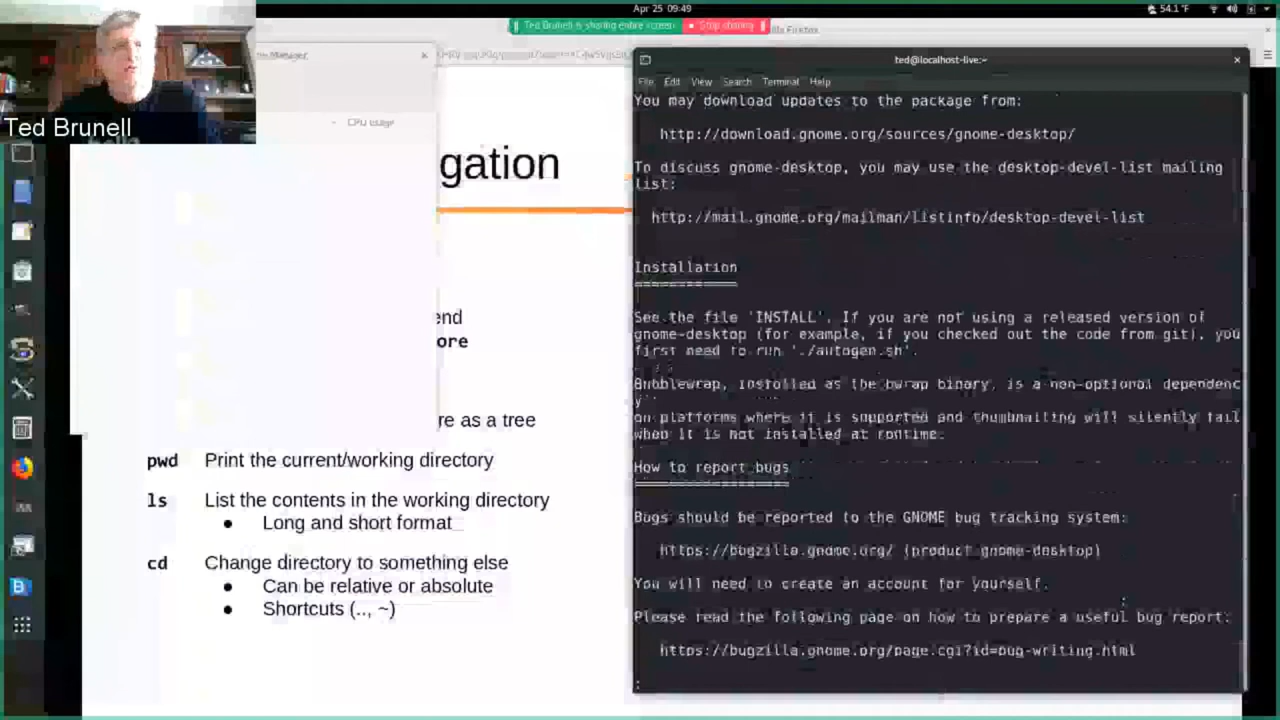 Apr 25 09:49
54.1 °F
Ted Brunell is sharing entire screen
Stop sharing
Firefox
Manager
CPU usage
Ted Brunell
gation
end
ore
re as a tree
pwd Print the current/working directory
ls List the contents in the working directory
● Long and short format
cd Change directory to something else
● Can be relative or absolute
● Shortcuts (.., ~)
ted@localhost-live:~
File Edit View Search Terminal Help
You may download updates to the package from:
http://download.gnome.org/sources/gnome-desktop/
To discuss gnome-desktop, you may use the desktop-devel-list mailing
list:
http://mail.gnome.org/mailman/listinfo/desktop-devel-list
Installation
============
See the file 'INSTALL'. If you are not using a released version of
gnome-desktop (for example, if you checked out the code from git), you
first need to run './autogen.sh'.
Bubblewrap, installed as the bwrap binary, is a non-optional dependenc
y
on platforms where it is supported and thumbnailing will silently fail
when it is not installed at runtime.
How to report bugs
==================
Bugs should be reported to the GNOME bug tracking system:
https://bugzilla.gnome.org/ (product gnome-desktop)
You will need to create an account for yourself.
Please read the following page on how to prepare a useful bug report:
https://bugzilla.gnome.org/page.cgi?id=bug-writing.html
: